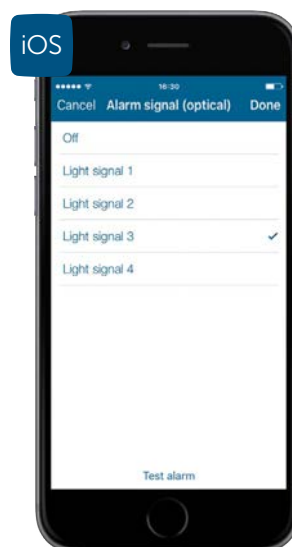 iOS
16:30
Cancel Alarm signal (optical) Done
Off
Light signal 1
Light signal 2
Light signal 3
Light signal 4
Test alarm